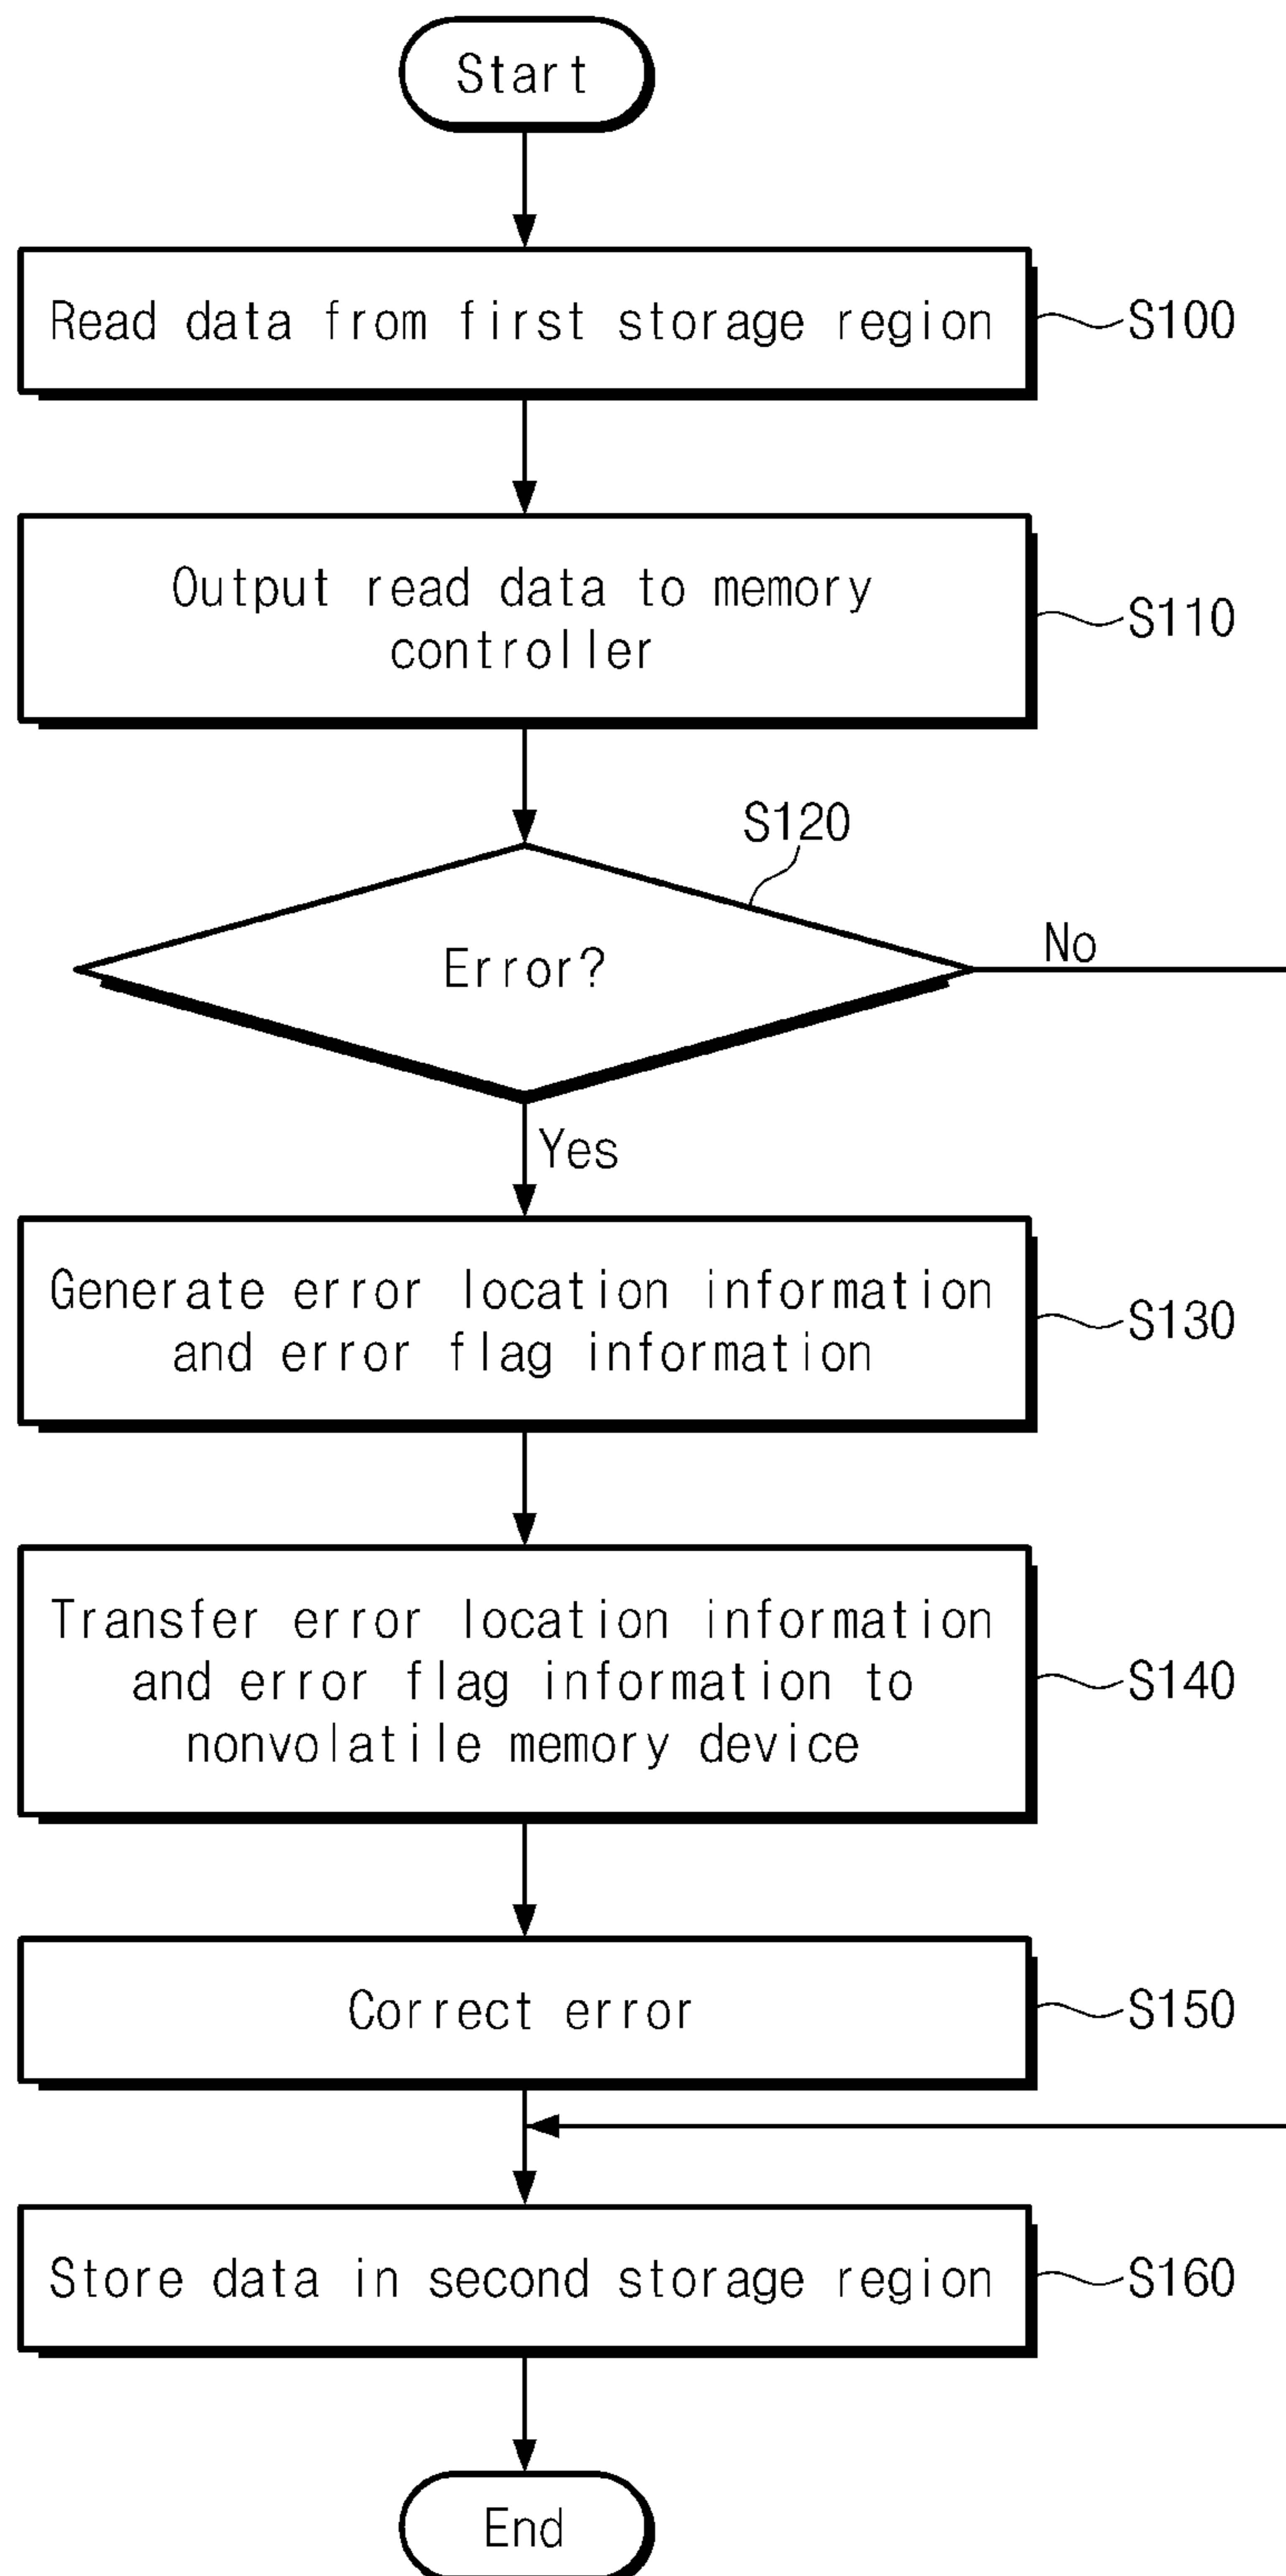 Start
Read data from first storage region
S100
Output read data to memory
controller
S110
S120
Error?
No
Yes
Generate error location information
and error flag information
S130
Transfer error location information
and error flag information to
nonvolatile memory device
S140
Correct error
S150
Store data in second storage region
S160
End